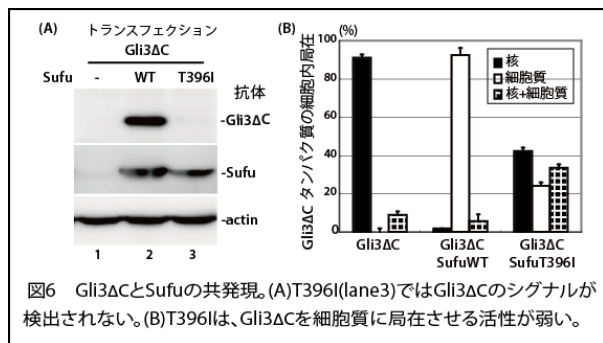 (A)
トランスフェクション
Gli3ΔC
Sufu - WT T396I
抗体
-Gli3ΔC
-Sufu
-actin
1 2 3
(B)
(%)
Gli3ΔCタンパク質の細胞内局在
100
80
60
40
20
0
核
細胞質
核+細胞質
Gli3ΔC
Gli3ΔC
SufuWT
Gli3ΔC
SufuT396I
図6 Gli3ΔCとSufuの共発現。(A)T396I(lane3)ではGli3ΔCのシグナルが
検出されない。(B)T396Iは、Gli3ΔCを細胞質に局在させる活性が弱い。